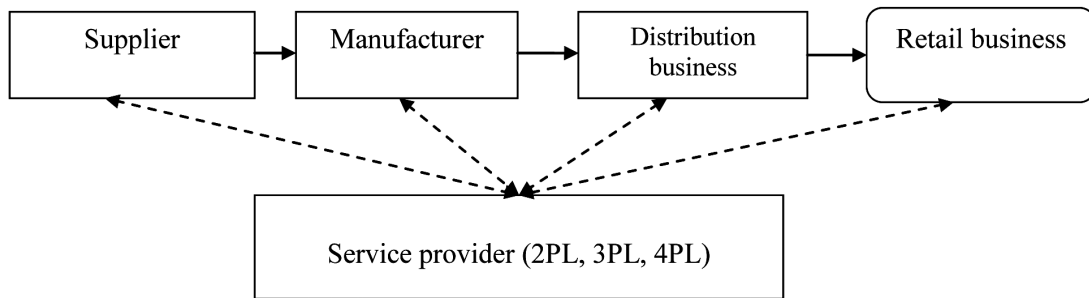 Supplier
Manufacturer
Distribution
business
Retail business
Service provider (2PL, 3PL, 4PL)